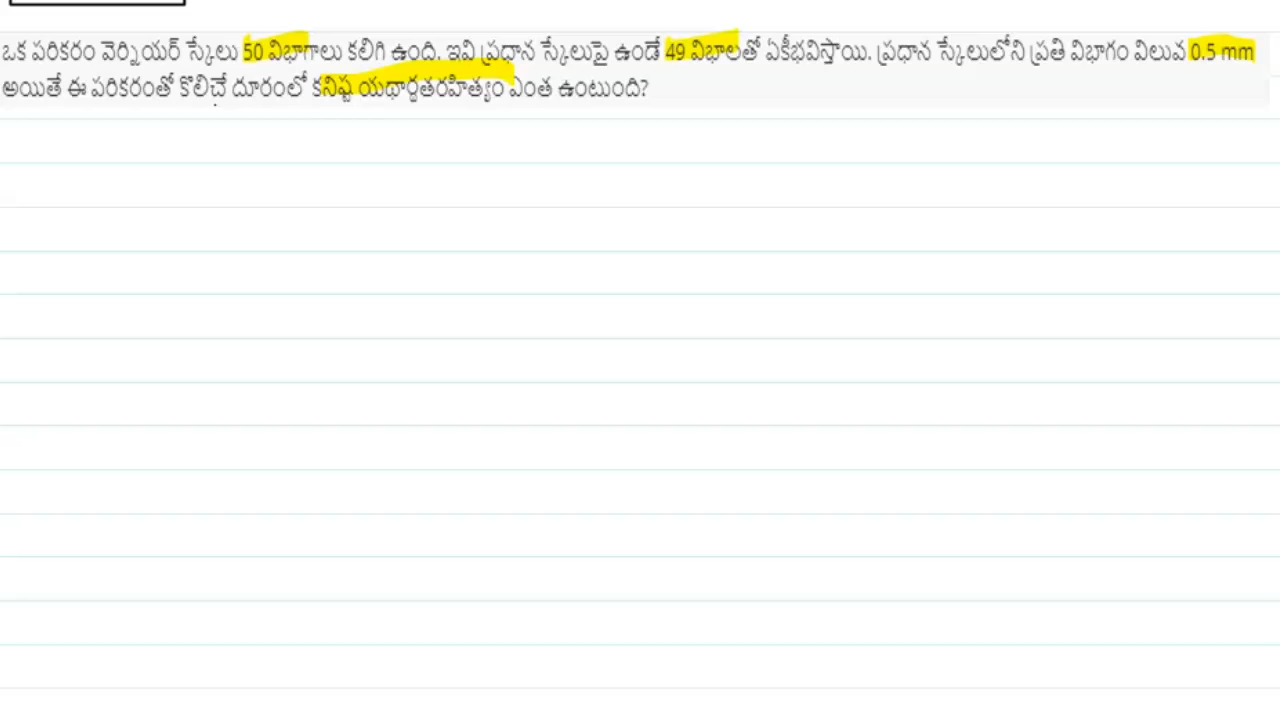 ఒక పరికరం వెర్నియర్ స్కేలు 50 విభాగాలు కలిగి ఉంది. ఇవి ప్రధాన స్కేలుపై ఉండే 49 విభాలతో ఏకీభవిస్తాయి. ప్రధాన స్కేలులోని ప్రతి విభాగం విలువ 0.5 mm
అయితే ఈ పరికరంతో కొలిచే దూరంలో కనిష్ట యథార్థతరహిత్యం ఎంత ఉంటుంది?